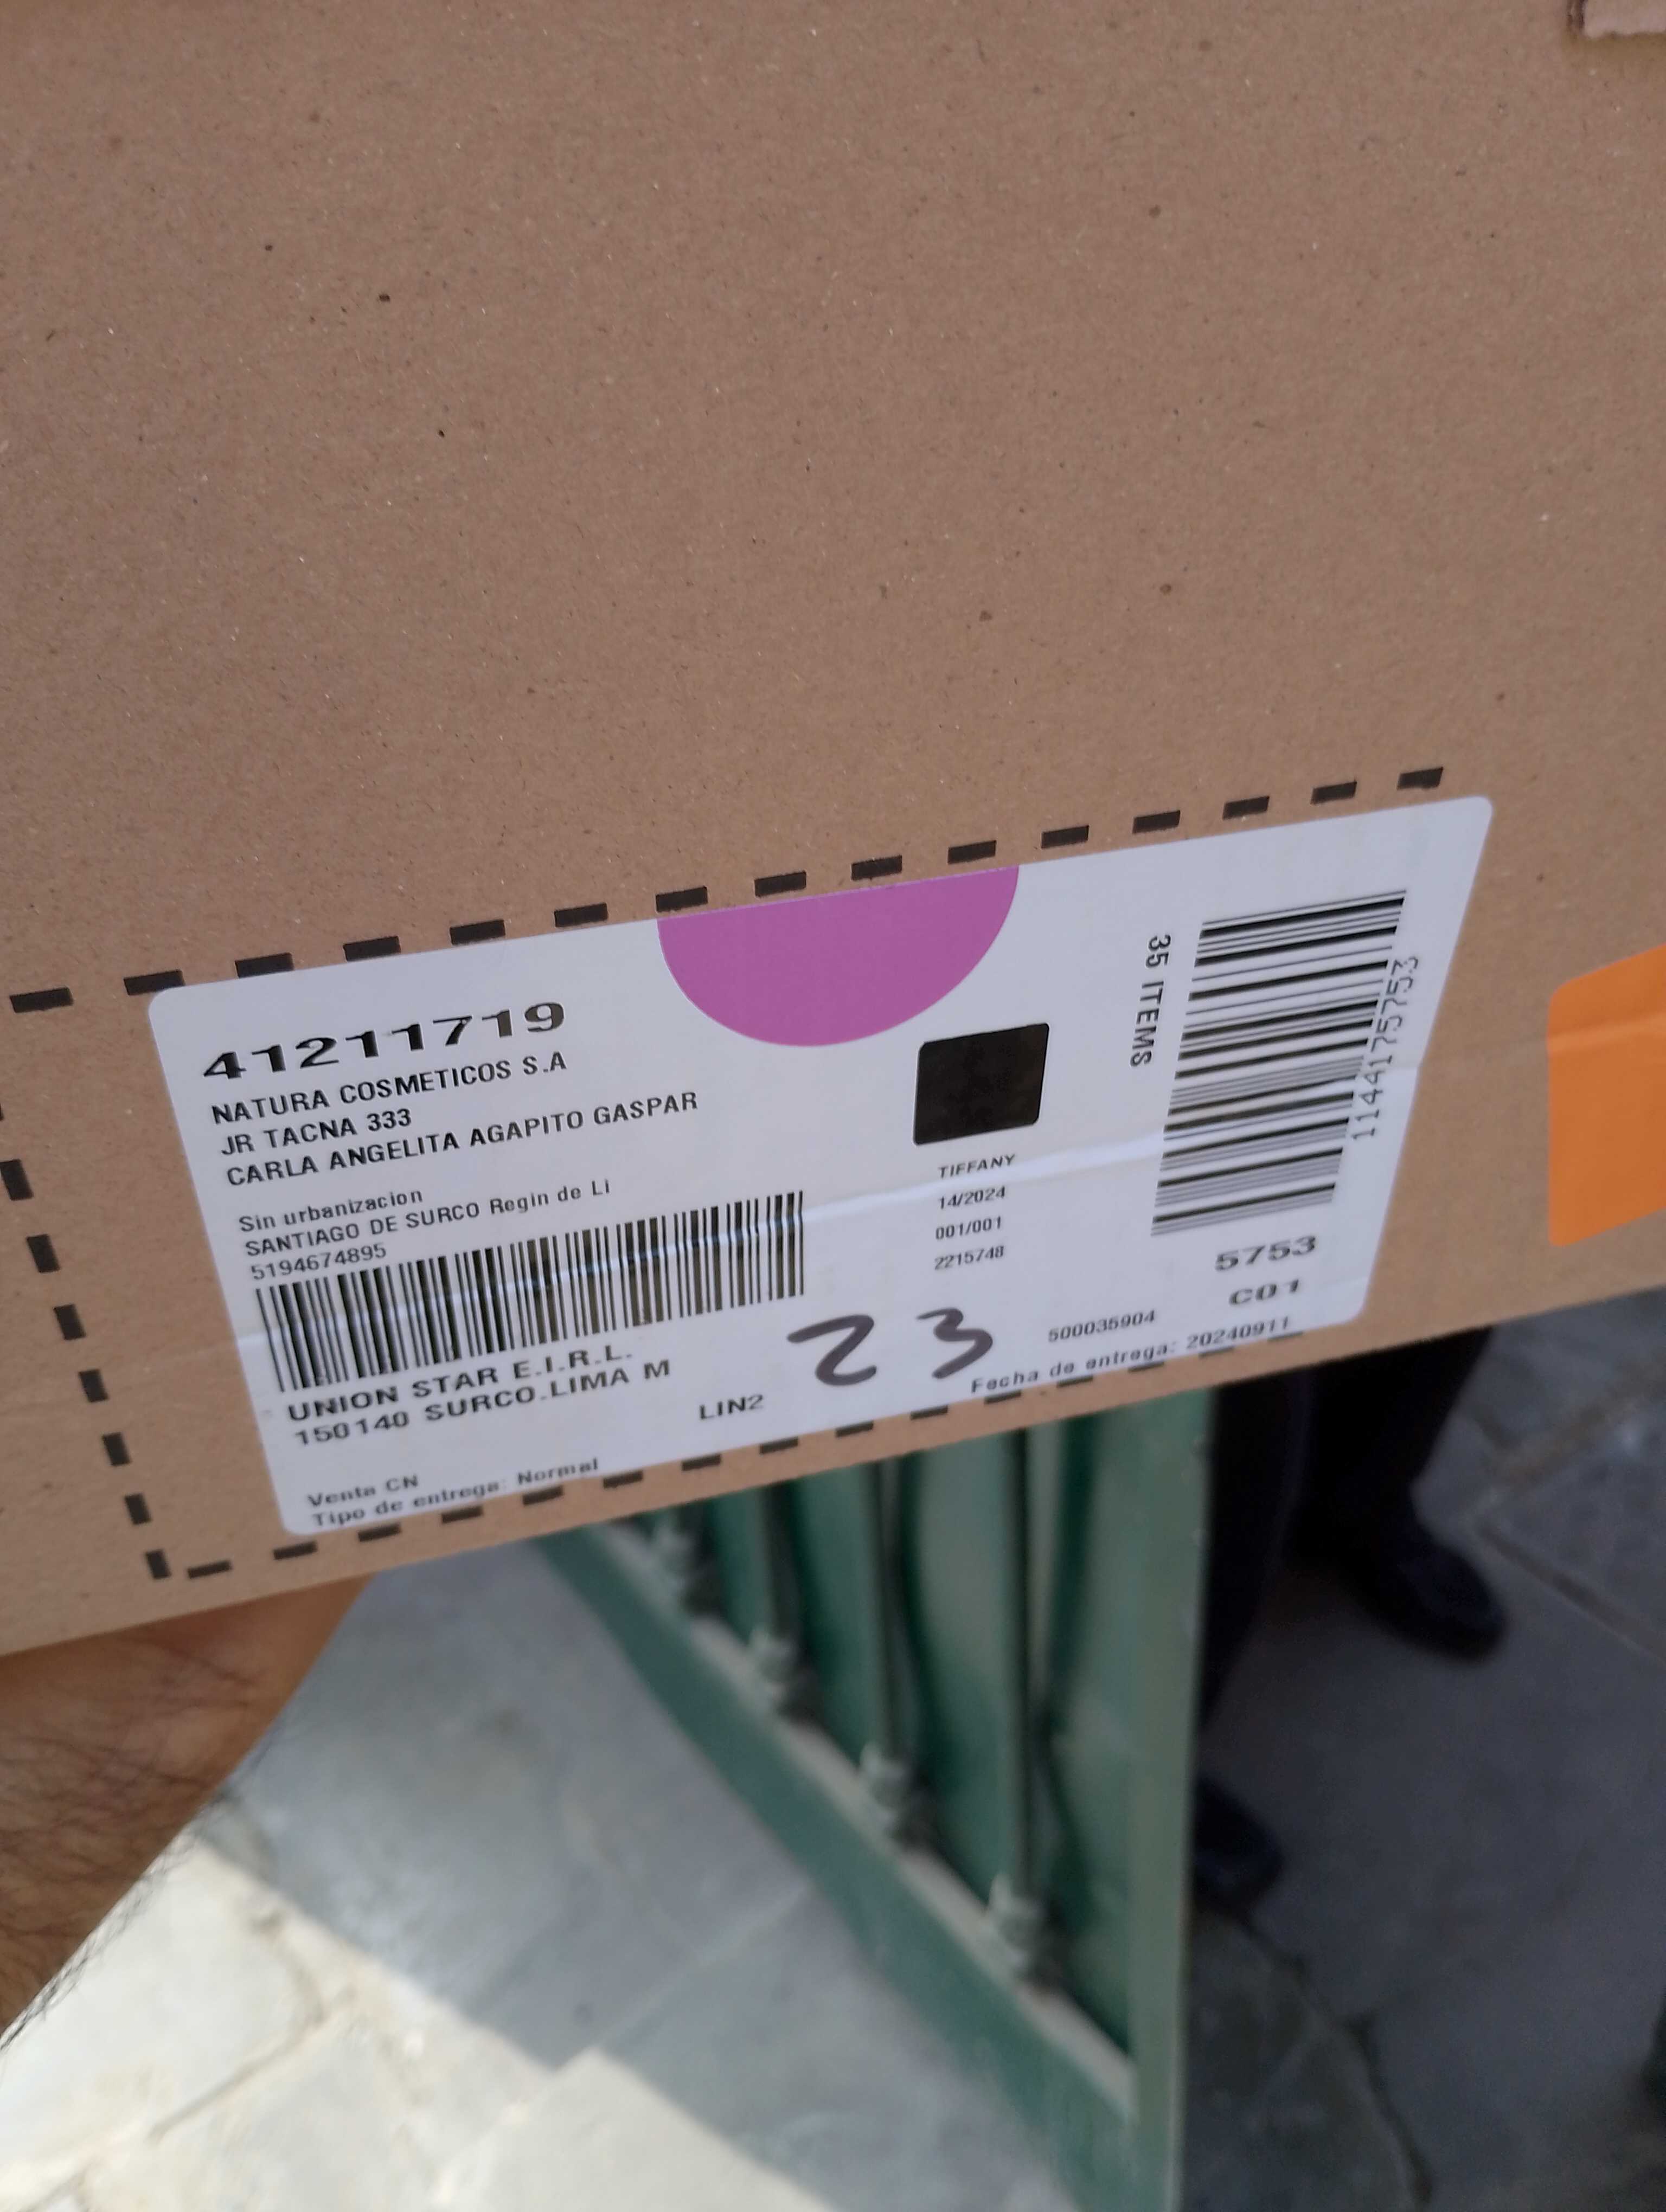 41211719
NATURA COSMETICOS S.A
JR TACNA 333
CARLA ANGELITA AGAPITO GASPAR
Sin urbanizacion
SANTIAGO DE SURCO Regin de LI
5194674895
UNION STAR E.I.R.L.
150140 SURCO.LIMA M
LIN2
Venta CN
Tipo de entrega: Normal
TIFFANY
14/2024
001/001
2215748
23
500035904
Fecha de entrega: 20240911
35 ITEMS
1144175753
5753
C01